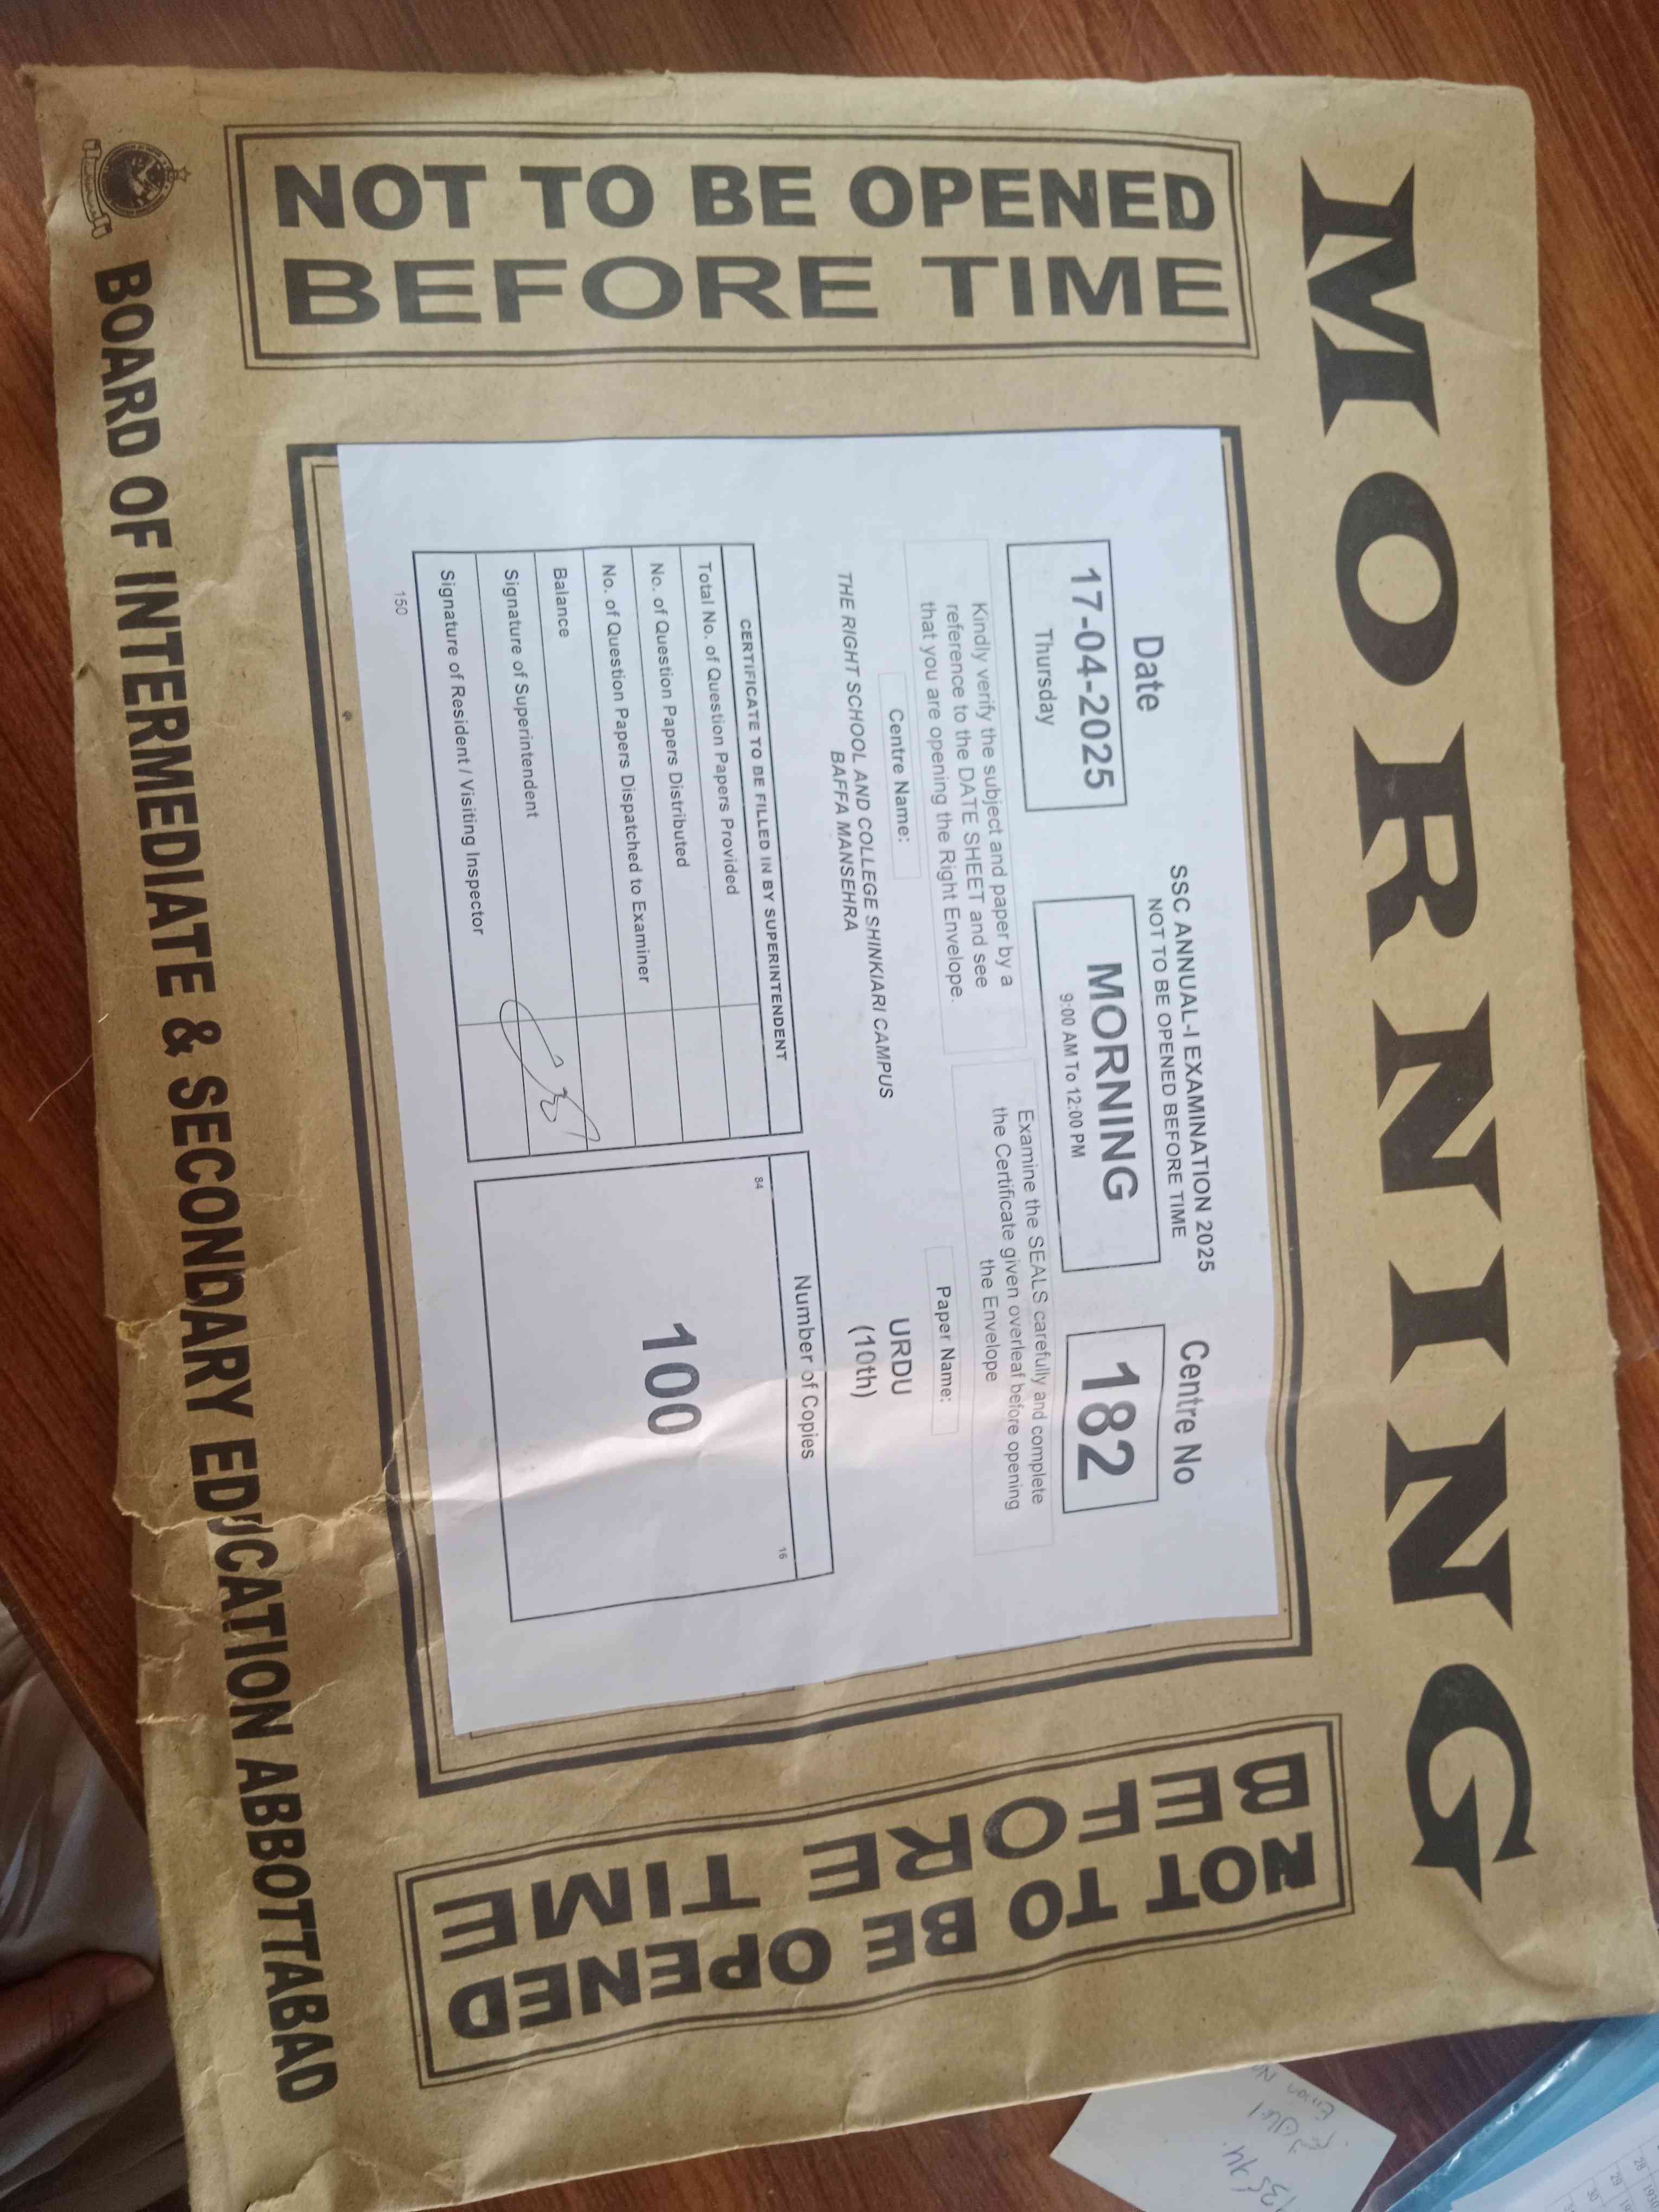 MORNING
NOT TO BE OPENED
BEFORE TIME
SSC ANNUAL-I EXAMINATION 2025
NOT TO BE OPENED BEFORE TIME
Date
17-04-2025
Thursday
MORNING
9:00 AM To 12:00 PM
Centre No
182
Kindly verify the subject and paper by a
reference to the DATE SHEET and see
that you are opening the Right Envelope.
Examine the SEALS carefully and complete
the Certificate given overleaf before opening
the Envelope
Centre Name:
THE RIGHT SCHOOL AND COLLEGE SHINKIARI CAMPUS
BAFFA MANSEHRA
Paper Name:
URDU
(10th)
CERTIFICATE TO BE FILLED IN BY SUPERINTENDENT
Total No. of Question Papers Provided
No. of Question Papers Distributed
No. of Question Papers Dispatched to Examiner
Balance
Signature of Superintendent
Signature of Resident / Visiting Inspector
Number of Copies
84
16
100
150
NOT TO BE OPENED
BEFORE TIME
BOARD OF INTERMEDIATE & SECONDARY EDUCATION ABBOTTABAD
28
29
30